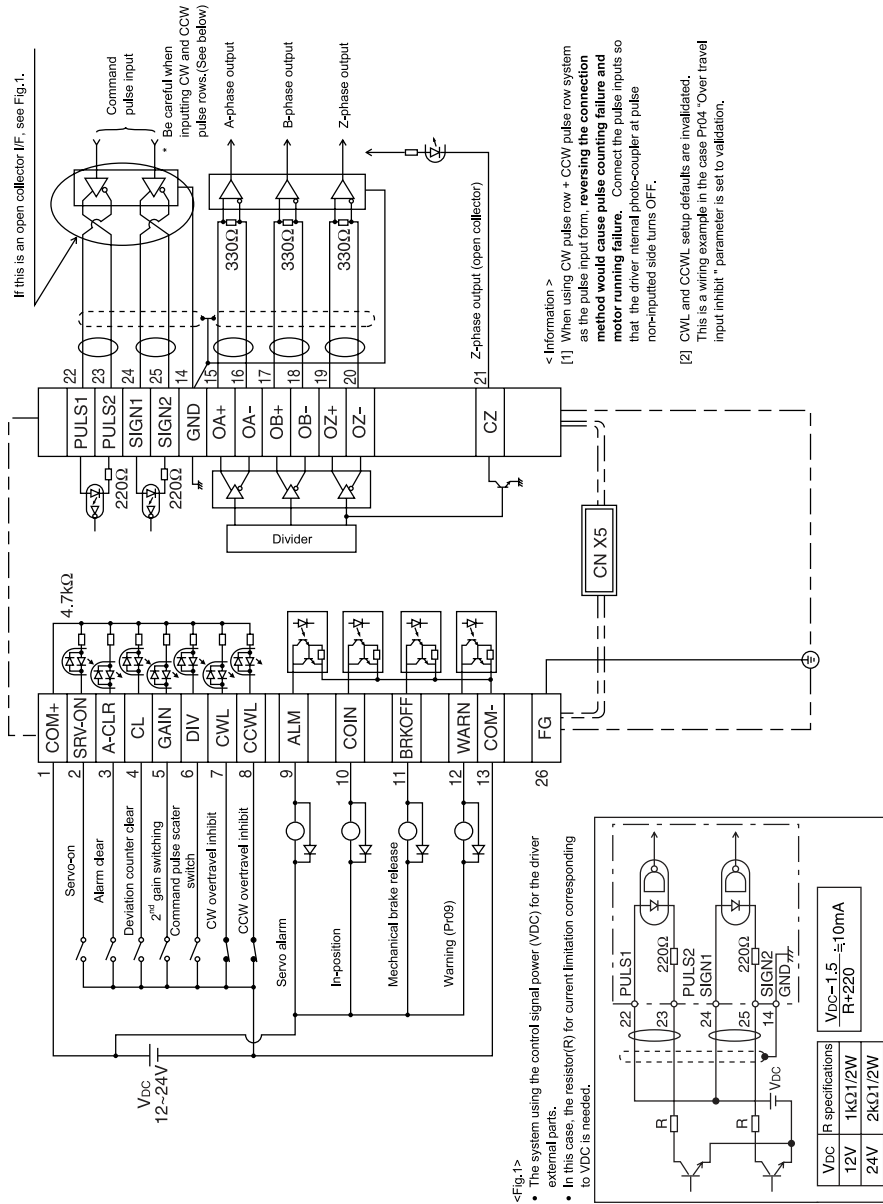 If this is an open collector I/F, see Fig.1.
Command
pulse input
* Be careful when
inputting CW and CCW
pulse rows.(See below)
A-phase output
B-phase output
Z-phase output
330Ω
330Ω
330Ω
Z-phase output (open collector)
22
23
24
25
14
15
16
17
18
19
20
21
PULS1
PULS2
SIGN1
SIGN2
GND
OA+
OA-
OB+
OB-
OZ+
OZ-
CZ
220Ω
220Ω
Divider
< Information >
[1] When using CW pulse row + CCW pulse row system
as the pulse input form, reversing the connection
method would cause pulse counting failure and
motor running failure. Connect the pulse inputs so
that the driver nternal photo-coupler at pulse
non-inputted side turns OFF.
[2] CWL and CCWL setup defaults are invalidated.
This is a wiring example in the case Pr04 "Over travel
input inhibit " parameter is set to validation.
CN X5
4.7kΩ
COM+
SRV-ON
A-CLR
CL
GAIN
DIV
CWL
CCWL
ALM
COIN
BRKOFF
WARN
COM-
FG
1
2
3
4
5
6
7
8
9
10
11
12
13
26
Servo-on
Alarm clear
Deviation counter clear
2nd gain switching
Command pulse scater
switch
CW overtravel inhibit
CCW overtravel inhibit
Servo alarm
In-position
Mechanical brake release
Warning (Pr09)
VDC
12~24V
<Fig.1>
• The system using the control signal power (VDC) for the driver
external parts.
• In this case, the resistor(R) for current limitation corresponding
to VDC is needed.
22
23
24
25
14
PULS1
220Ω
PULS2
SIGN1
220Ω
SIGN2
GND
R
R
VDC
VDC R specifications
12V 1kΩ1/2W
24V 2kΩ1/2W
VDC-1.5
R+220
≒10mA